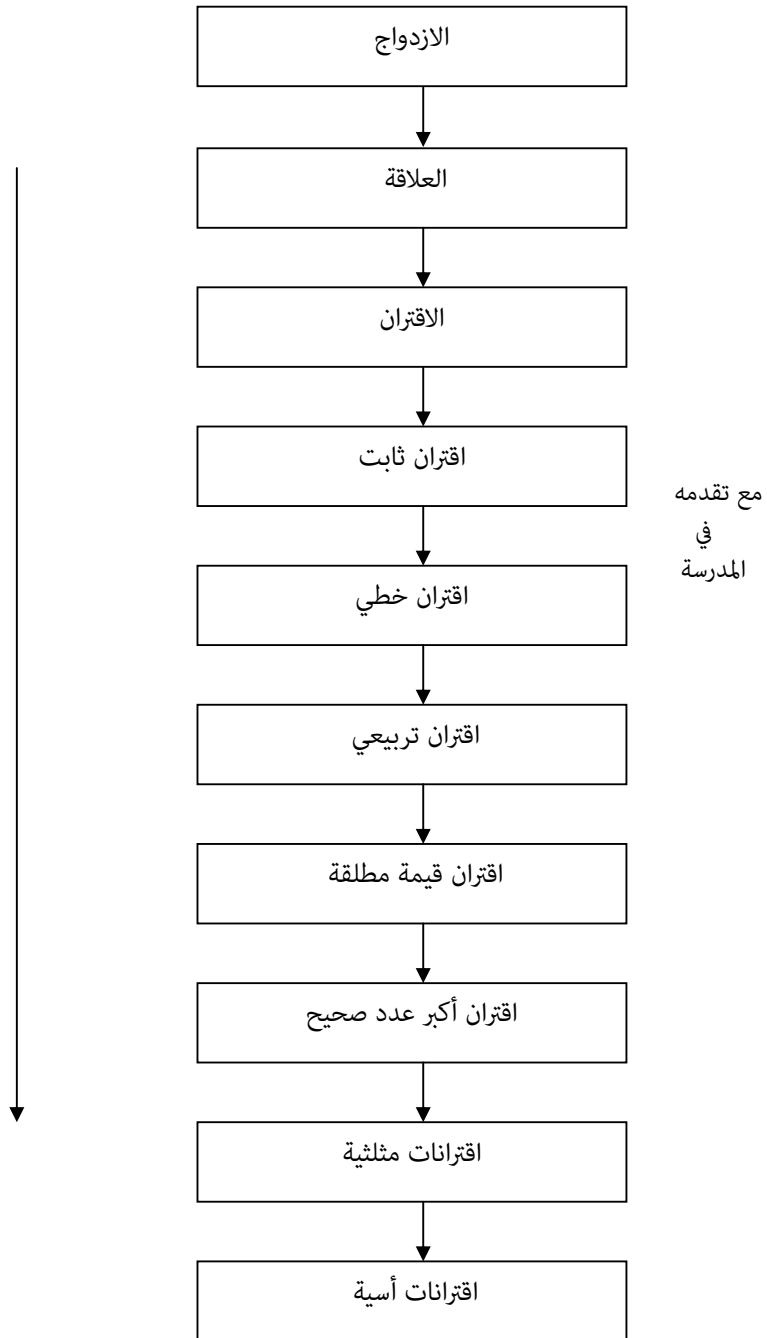 الازدواج
العلاقة
الاقتران
اقتران ثابت
مع تقدمه
في
المدرسة
اقتران خطي
اقتران تربيعي
اقتران قيمة مطلقة
اقتران أكبر عدد صحيح
اقترانات مثلثية
اقترانات أسية